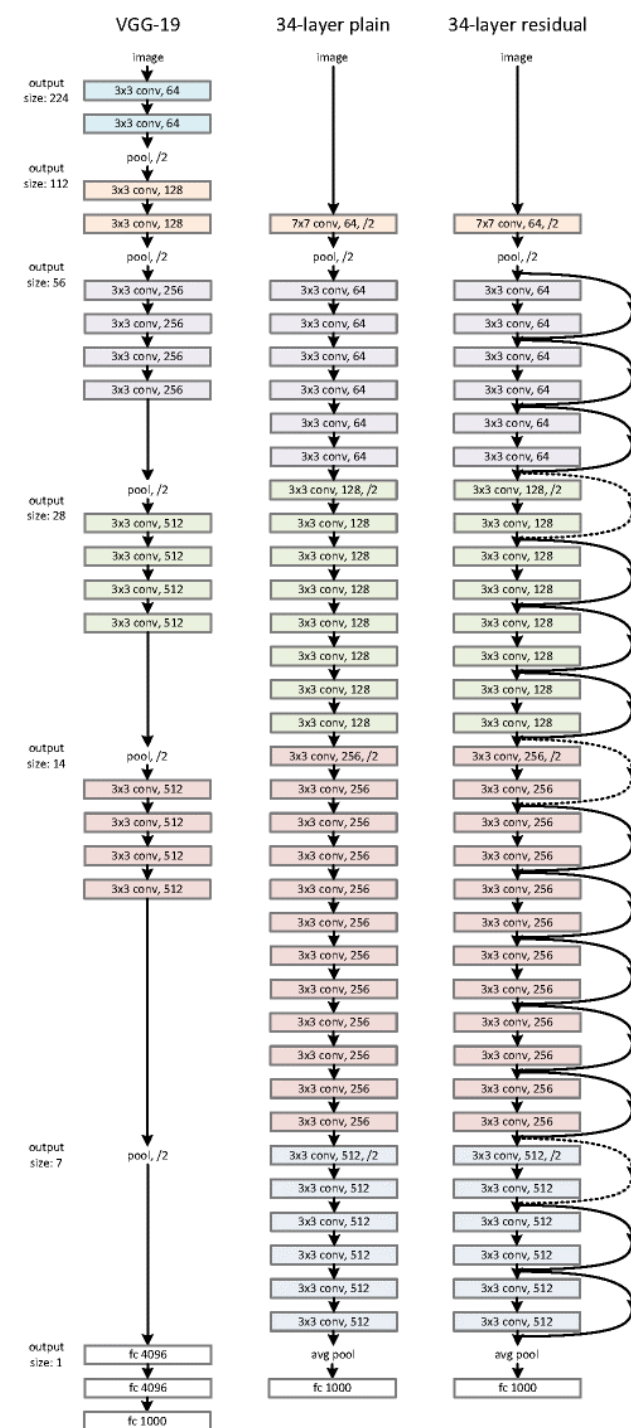 VGG-19 34-layer plain 34-layer residual
image image image
output
size: 224
3x3 conv, 64
3x3 conv, 64
pool, /2
output
size: 112
3x3 conv, 128
3x3 conv, 128 7x7 conv, 64, /2 7x7 conv, 64, /2
pool, /2 pool, /2 pool, /2
output
size: 56
3x3 conv, 256 3x3 conv, 64 3x3 conv, 64
3x3 conv, 256 3x3 conv, 64 3x3 conv, 64
3x3 conv, 256 3x3 conv, 64 3x3 conv, 64
3x3 conv, 256 3x3 conv, 64 3x3 conv, 64
3x3 conv, 64 3x3 conv, 64
3x3 conv, 64 3x3 conv, 64
output
size: 28
pool, /2 3x3 conv, 128, /2 3x3 conv, 128, /2
3x3 conv, 512 3x3 conv, 128 3x3 conv, 128
3x3 conv, 512 3x3 conv, 128 3x3 conv, 128
3x3 conv, 512 3x3 conv, 128 3x3 conv, 128
3x3 conv, 512 3x3 conv, 128 3x3 conv, 128
3x3 conv, 128 3x3 conv, 128
3x3 conv, 128 3x3 conv, 128
3x3 conv, 128 3x3 conv, 128
output
size: 14
pool, /2 3x3 conv, 256, /2 3x3 conv, 256, /2
3x3 conv, 512 3x3 conv, 256 3x3 conv, 256
3x3 conv, 512 3x3 conv, 256 3x3 conv, 256
3x3 conv, 512 3x3 conv, 256 3x3 conv, 256
3x3 conv, 512 3x3 conv, 256 3x3 conv, 256
3x3 conv, 256 3x3 conv, 256
3x3 conv, 256 3x3 conv, 256
3x3 conv, 256 3x3 conv, 256
3x3 conv, 256 3x3 conv, 256
3x3 conv, 256 3x3 conv, 256
3x3 conv, 256 3x3 conv, 256
3x3 conv, 256 3x3 conv, 256
output
size: 7
pool, /2 3x3 conv, 512, /2 3x3 conv, 512, /2
3x3 conv, 512 3x3 conv, 512
3x3 conv, 512 3x3 conv, 512
3x3 conv, 512 3x3 conv, 512
3x3 conv, 512 3x3 conv, 512
3x3 conv, 512 3x3 conv, 512
output
size: 1
fc 4096 avg pool avg pool
fc 4096 fc 1000 fc 1000
fc 1000